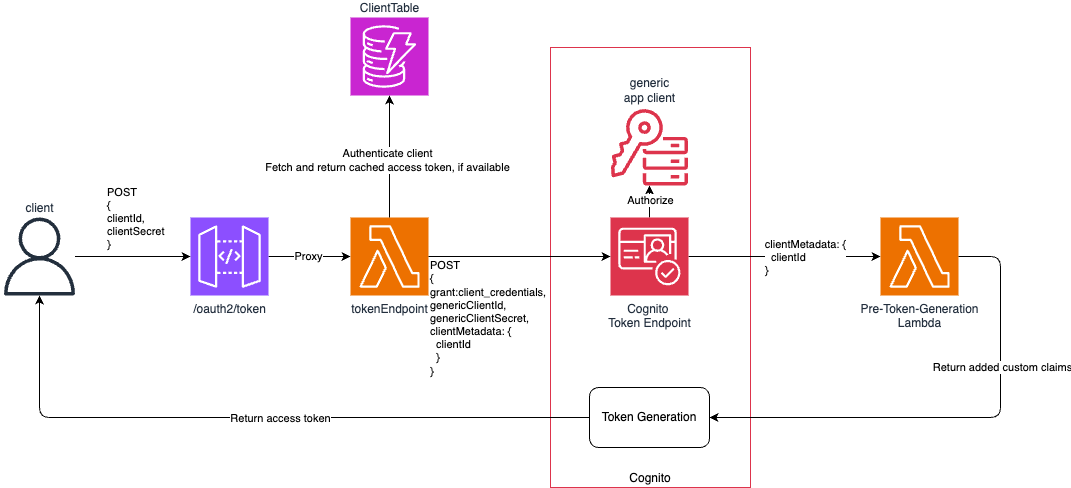 ClientTable
generic
app client
Authenticate client
Fetch and return cached access token, if available
POST
{
clientId,
clientSecret
}
client
Authorize
Proxy
clientMetadata: {
clientId
}
POST
{
grant:client_credentials,
genericClientId,
genericClientSecret,
clientMetadata: {
clientId
}
}
/oauth2/token
tokenEndpoint
Cognito
Token Endpoint
Pre-Token-Generation
Lambda
Return added custom claims
Token Generation
Return access token
Cognito